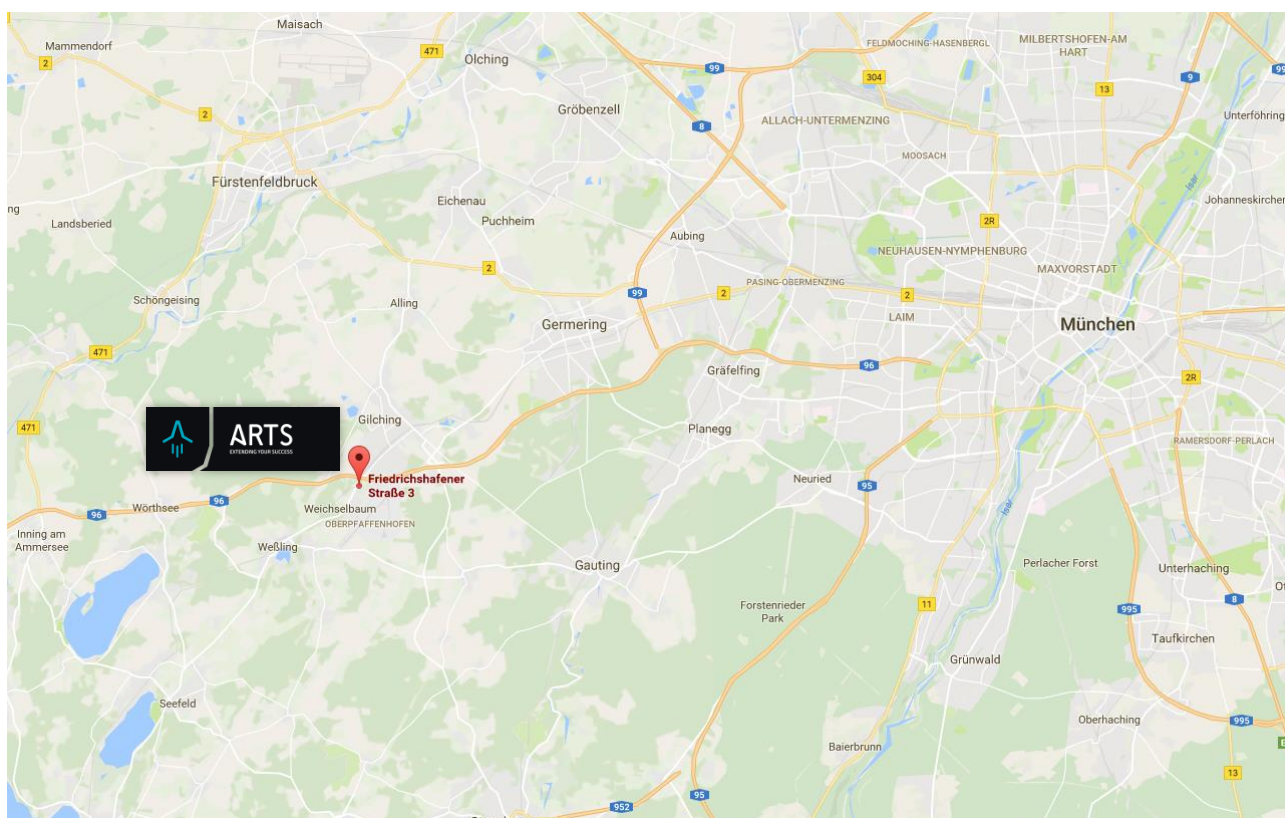 Maisach
Mammendorf
471
Olching
99
FELDMOCHING-HASENBERGL
MILBERTSHOFEN-AM
HART
2
304
9
99
13
Gröbenzell
2
8
ALLACH-UNTERMENZING
Unterföhring
MOOSACH
Fürstenfeldbruck
Isar
Eichenau
Johanneskirchen
ng
Landsberied
Puchheim
2R
Aubing
NEUHAUSEN-NYMPHENBURG
2
MAXVORSTADT
PASING-OBERMENZING
99
2
2
Schöngeising
Alling
LAIM
Germering
München
471
96
Gräfelfing
2R
Gilching
471
ARTS
EXTENDING YOUR SUCCESS
Planegg
RAMERSDORF-PERLACH
Friedrichshafener
Straße 3
Neuried
95
96
Wörthsee
Weichselbaum
96
OBERPFAFFENHOFEN
Isar
Inning am
Ammersee
Weßling
Gauting
Perlacher Forst
Unterhaching
Forstenrieder
Park
11
995
8
Taufkirchen
Grünwald
Seefeld
Oberhaching
995
Baierbrunn
13
95
952